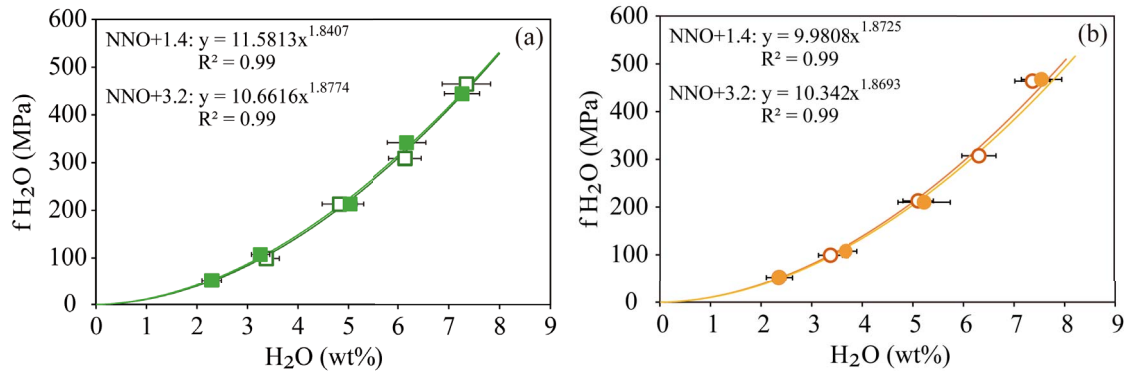 (a)
NNO+1.4: y = 11.5813x^1.8407
R² = 0.99
NNO+3.2: y = 10.6616x^1.8774
R² = 0.99
600
500
400
300
200
100
0
f H₂O (MPa)
0 1 2 3 4 5 6 7 8 9
H₂O (wt%)
(b)
NNO+1.4: y = 9.9808x^1.8725
R² = 0.99
NNO+3.2: y = 10.342x^1.8693
R² = 0.99
600
500
400
300
200
100
0
f H₂O (MPa)
0 1 2 3 4 5 6 7 8 9
H₂O (wt%)